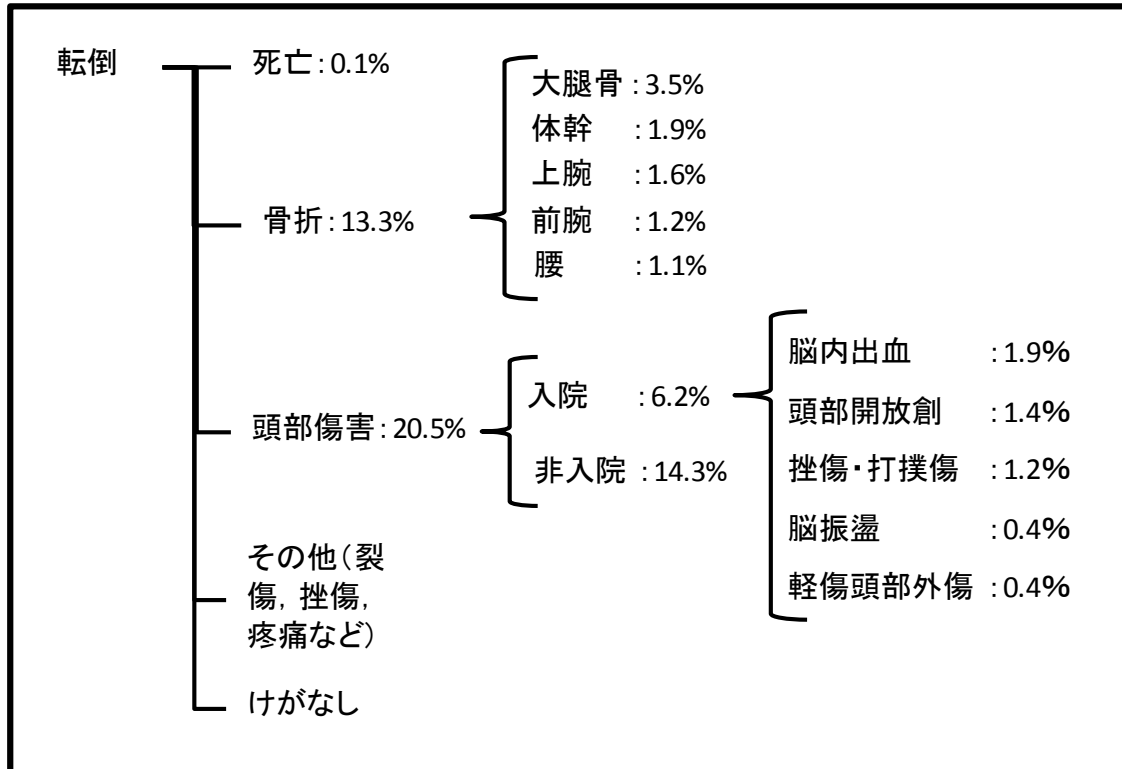 転倒
死亡:0.1%
骨折:13.3%
大腿骨:3.5%
体幹:1.9%
上腕:1.6%
前腕:1.2%
腰:1.1%
頭部傷害:20.5%
入院:6.2%
非入院:14.3%
脳内出血:1.9%
頭部開放創:1.4%
挫傷・打撲傷:1.2%
脳振盪:0.4%
軽傷頭部外傷:0.4%
その他(裂
傷, 挫傷,
疼痛など)
けがなし